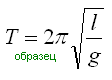 T = 2π√(l/g)
образец